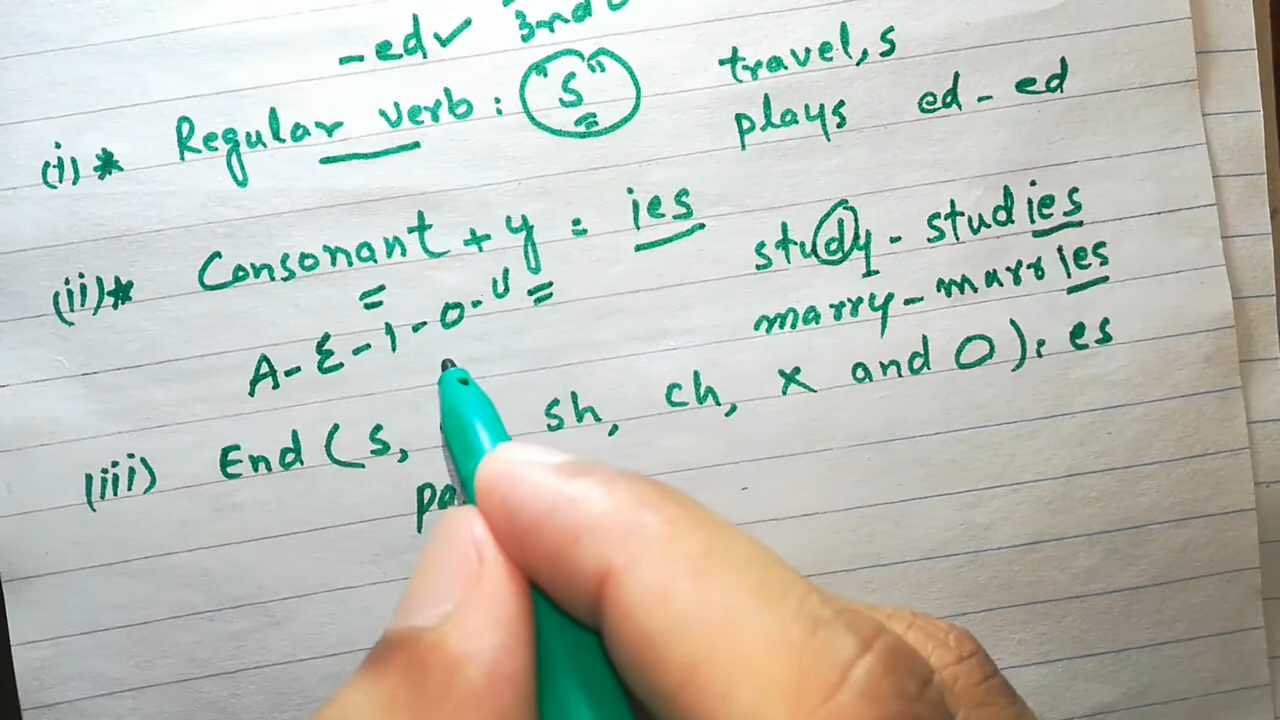 -ed✓
(i)* Regular verb : "S" travel,s
plays ed - ed
(ii)* Consonant + y = ies study - studies
A-E-I-O-U marry - marries
(iii) End (s, sh, ch, x and O): es